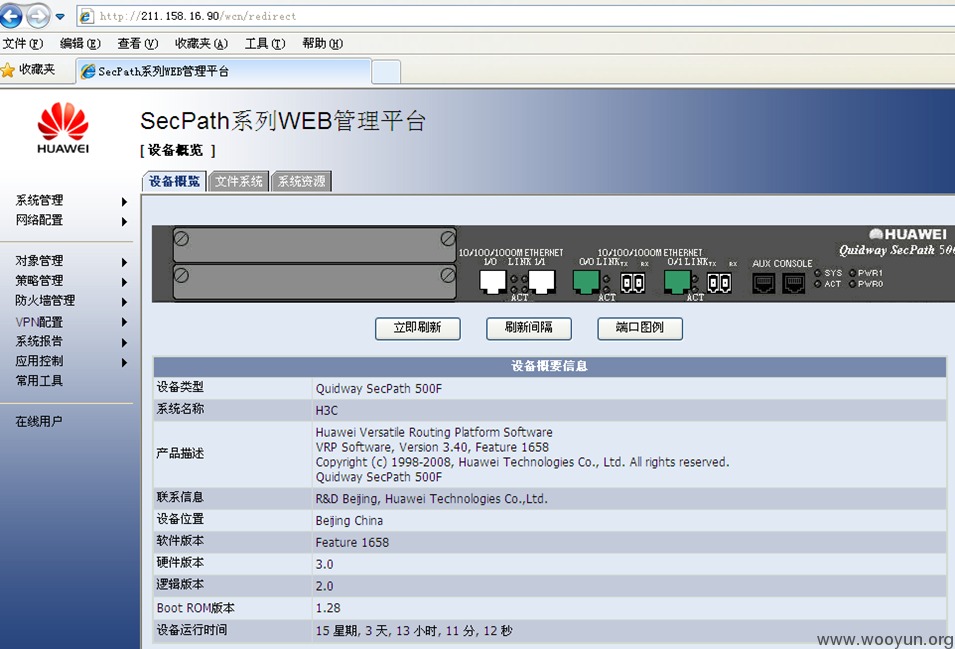 http://211.158.16.90/wcn/redirect
文件(F) 编辑(E) 查看(V) 收藏夹(A) 工具(T) 帮助(H)
收藏夹 SecPath系列WEB管理平台
HUAWEI
SecPath系列WEB管理平台
[ 设备概览 ]
设备概览 文件系统 系统资源
系统管理
网络配置
对象管理
策略管理
防火墙管理
VPN配置
系统报告
应用控制
常用工具
在线用户
HUAWEI
Quidway SecPath 500
10/100/1000M ETHERNET 10/100/1000M ETHERNET
1/0 LINK 1/1 0/0 LINK TX RX 0/1 LINK TX RX AUX CONSOLE
SYS PWR1
ACT PWR0
ACT ACT ACT
立即刷新 刷新间隔 端口图例
设备概要信息
设备类型 Quidway SecPath 500F
系统名称 H3C
产品描述
Huawei Versatile Routing Platform Software
VRP Software, Version 3.40, Feature 1658
Copyright (c) 1998-2008, Huawei Technologies Co., Ltd. All rights reserved.
Quidway SecPath 500F
联系信息 R&D Beijing, Huawei Technologies Co.,Ltd.
设备位置 Beijing China
软件版本 Feature 1658
硬件版本 3.0
逻辑版本 2.0
Boot ROM版本 1.28
设备运行时间 15 星期, 3 天, 13 小时, 11 分, 12 秒
www.wooyun.org